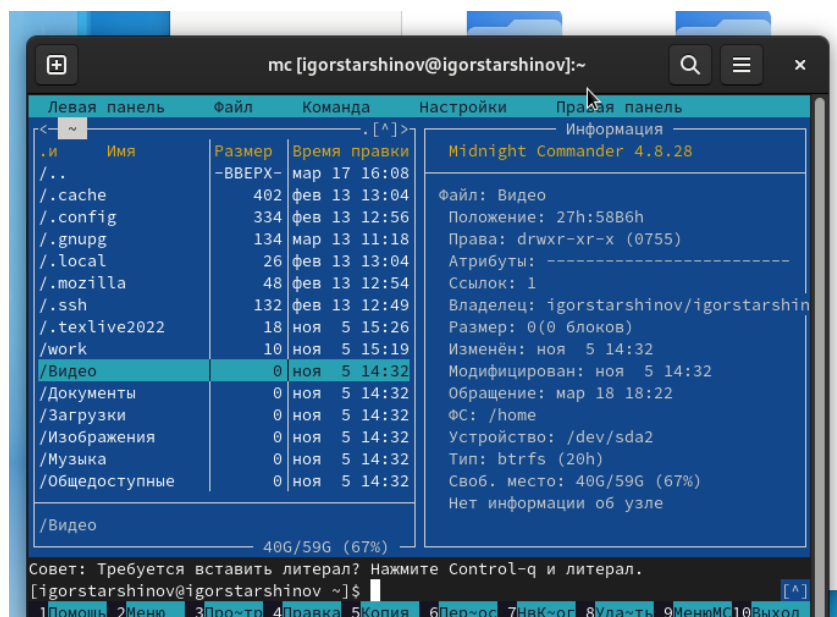 mc [igorstarshinov@igorstarshinov]:~
Левая панель Файл Команда Настройки Правая панель
<─ ~ ─.[^]>
.и Имя Размер Время правки
/.. -ВВЕРХ- мар 17 16:08
/.cache 402 фев 13 13:04
/.config 334 фев 13 12:56
/.gnupg 134 мар 13 11:18
/.local 26 фев 13 13:04
/.mozilla 48 фев 13 12:54
/.ssh 132 фев 13 12:49
/.texlive2022 18 ноя 5 15:26
/work 10 ноя 5 15:19
/Видео 0 ноя 5 14:32
/Документы 0 ноя 5 14:32
/Загрузки 0 ноя 5 14:32
/Изображения 0 ноя 5 14:32
/Музыка 0 ноя 5 14:32
/Общедоступные 0 ноя 5 14:32
/Видео
40G/59G (67%)
Информация
Midnight Commander 4.8.28
Файл: Видео
Положение: 27h:58B6h
Права: drwxr-xr-x (0755)
Атрибуты: -------------------------
Ссылок: 1
Владелец: igorstarshinov/igorstarshin
Размер: 0(0 блоков)
Изменён: ноя 5 14:32
Модифицирован: ноя 5 14:32
Обращение: мар 18 18:22
ФС: /home
Устройство: /dev/sda2
Тип: btrfs (20h)
Своб. место: 40G/59G (67%)
Нет информации об узле
Совет: Требуется вставить литерал? Нажмите Control-q и литерал.
[igorstarshinov@igorstarshinov ~]$ [^]
1Помощь 2Меню 3Про~тр 4Правка 5Копия 6Пер~ос 7НвК~ог 8Уда~ть 9МенюMC 10Выход